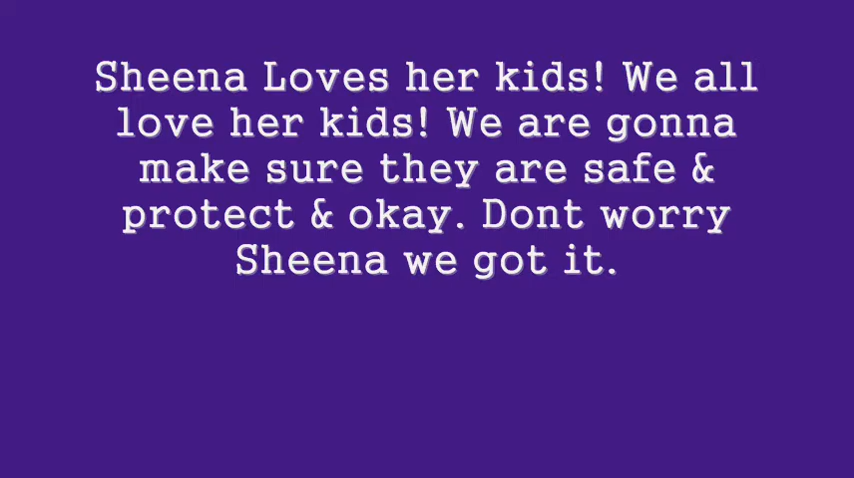 Sheena Loves her kids! We all
love her kids! We are gonna
make sure they are safe &
protect & okay. Dont worry
Sheena we got it.